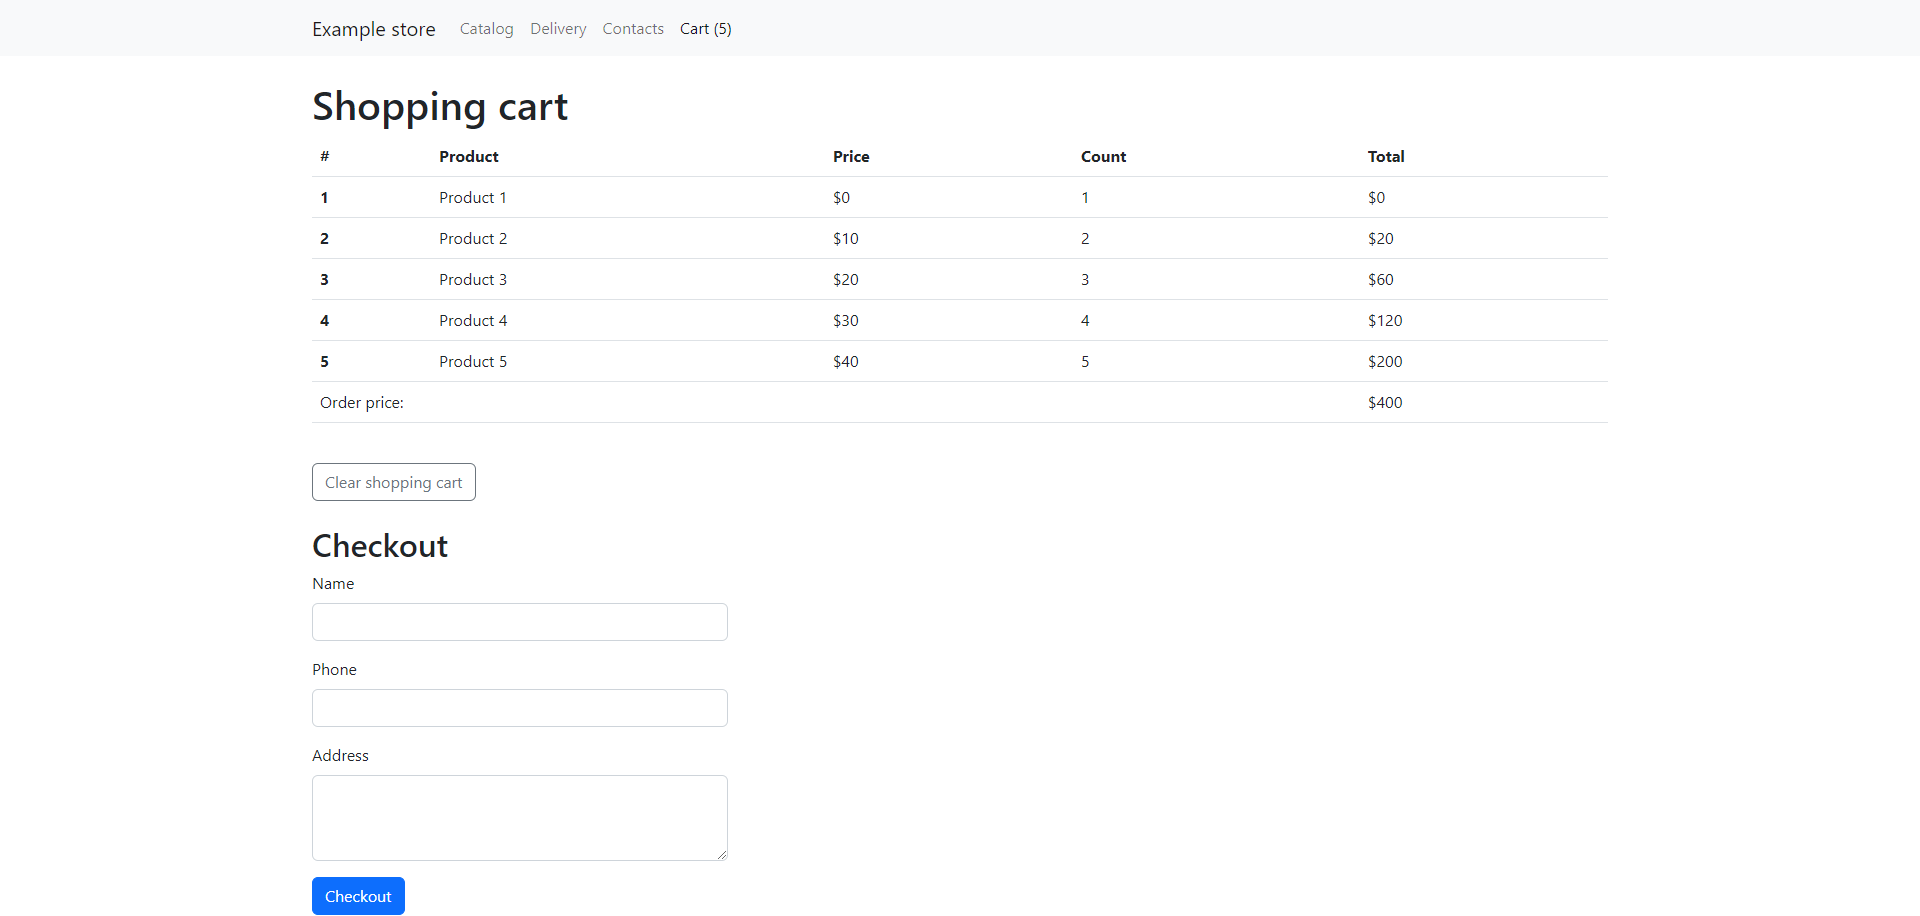 Example store Catalog Delivery Contacts Cart (5)
Shopping cart
# Product Price Count Total
1 Product 1 $0 1 $0
2 Product 2 $10 2 $20
3 Product 3 $20 3 $60
4 Product 4 $30 4 $120
5 Product 5 $40 5 $200
Order price: $400
Clear shopping cart
Checkout
Name
Phone
Address
Checkout